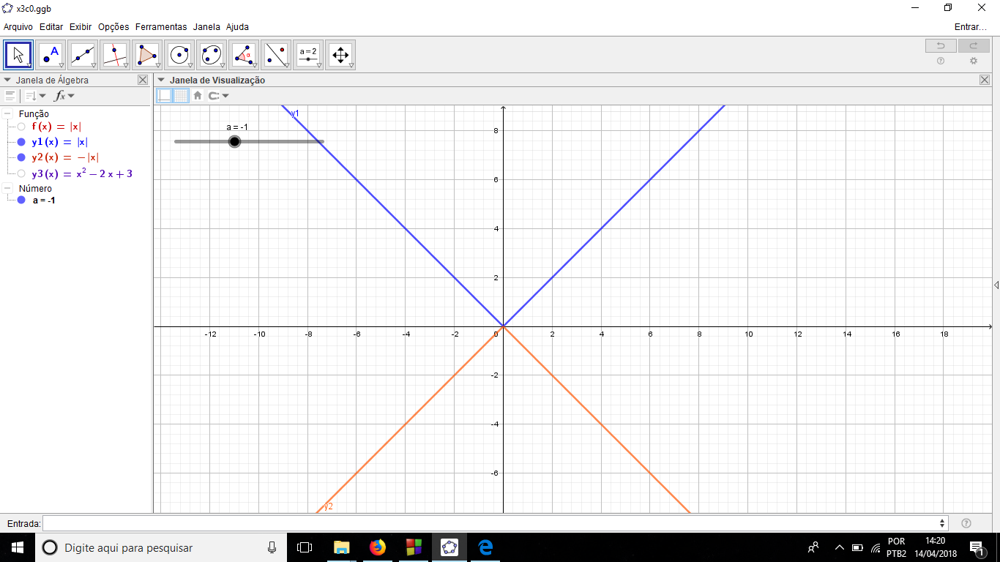 x3c0.ggb
Arquivo Editar Exibir Opções Ferramentas Janela Ajuda Entrar...
A α a = 2
Janela de Álgebra
Janela de Visualização
fx
Função
f(x) = |x|
y1(x) = |x|
y2(x) = −|x|
y3(x) = x² − 2 x + 3
Número
a = -1
a = -1
y1
8
6
4
2
-12 -10 -8 -6 -4 -2 0 2 4 6 8 10 12 14 16 18
-2
-4
-6
y2
Entrada:
Digite aqui para pesquisar
POR 14:20
PTB2 14/04/2018 1